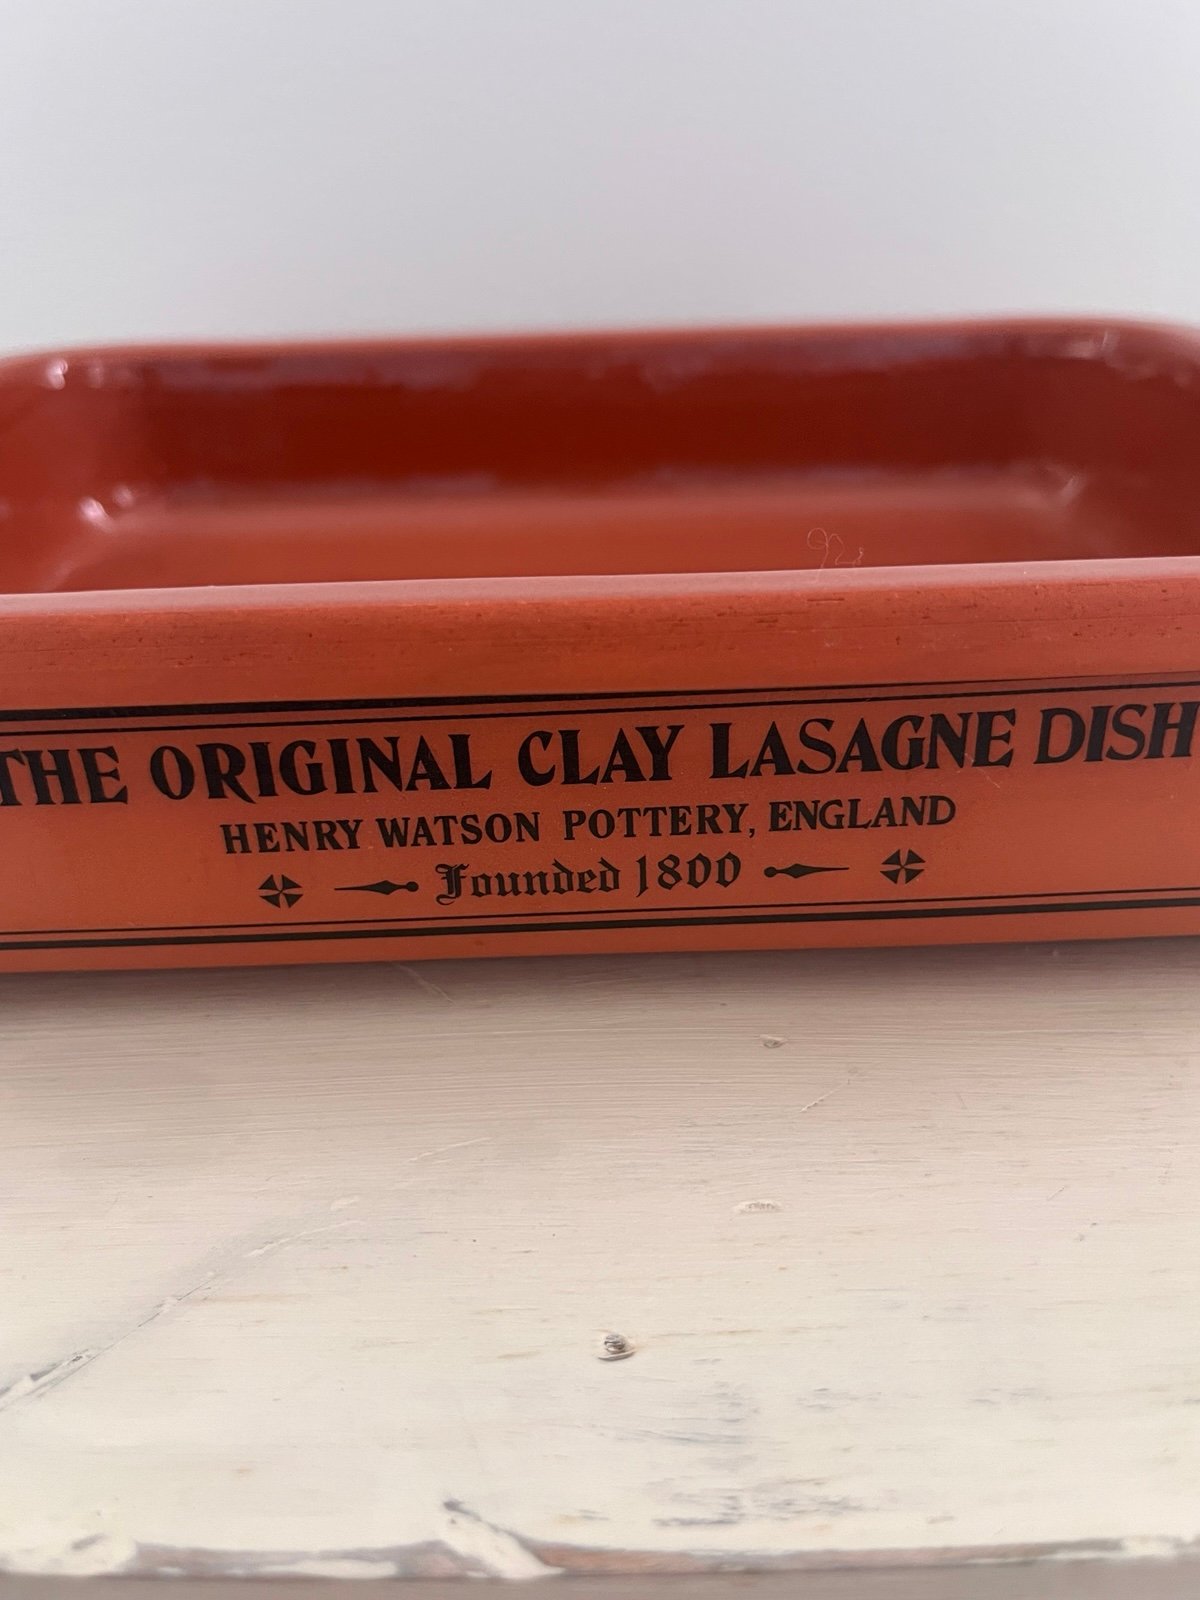 THE ORIGINAL CLAY LASAGNE DISH
HENRY WATSON POTTERY, ENGLAND
Founded 1800